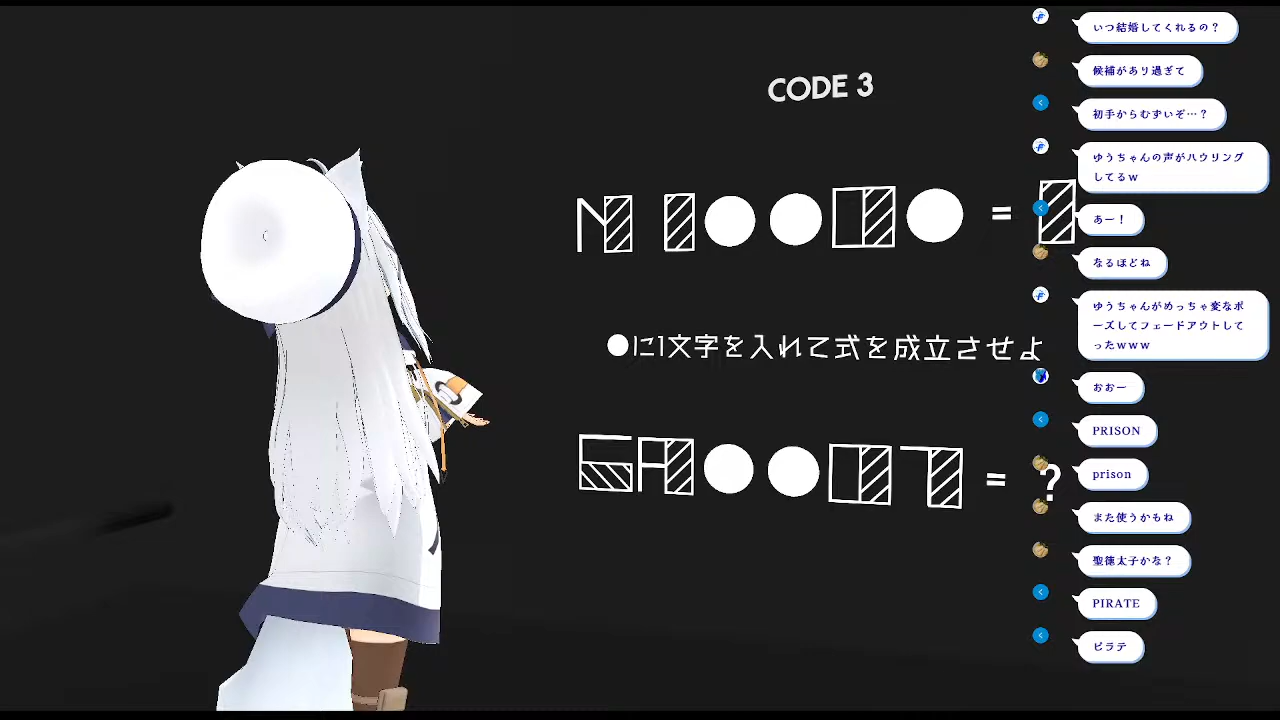 CODE 3
=
●に1文字を入れて式を成立させよ
= ?
いつ結婚してくれるの?
候補があり過ぎて
初手からむずいぞ…?
ゆうちゃんの声がハウリング
してるw
あー!
なるほどね
ゆうちゃんがめっちゃ変なポ
ーズしてフェードアウトして
ったwww
おおー
PRISON
prison
また使うかもね
聖徳太子かな?
PIRATE
ピラテ